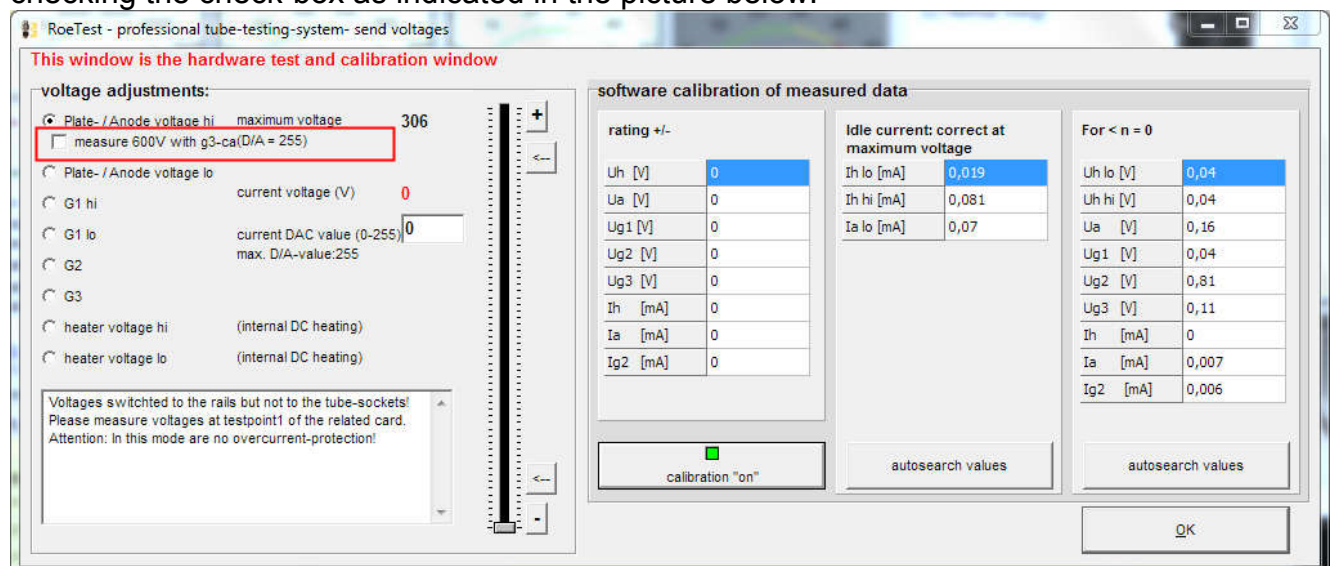 checking the check box as indicated in the picture below.
RoeTest - professional tube-testing-system- send voltages
This window is the hardware test and calibration window
voltage adjustments:
Plate- / Anode voltage hi maximum voltage 306
measure 600V with g3-ca(D/A = 255)
Plate- / Anode voltage lo
current voltage (V) 0
G1 hi
G1 lo current DAC value (0-255) 0
max. D/A-value:255
G2
G3
heater voltage hi (internal DC heating)
heater voltage lo (internal DC heating)
Voltages switchted to the rails but not to the tube-sockets!
Please measure voltages at testpoint1 of the related card.
Attention: In this mode are no overcurrent-protection!
+
<--
<--
-
software calibration of measured data
rating +/-
Uh [V] 0
Ua [V] 0
Ug1 [V] 0
Ug2 [V] 0
Ug3 [V] 0
Ih [mA] 0
Ia [mA] 0
Ig2 [mA] 0
calibration "on"
Idle current: correct at
maximum voltage
Ih lo [mA] 0,019
Ih hi [mA] 0,081
Ia lo [mA] 0,07
autosearch values
For < n = 0
Uh lo [V] 0,04
Uh hi [V] 0,04
Ua [V] 0,16
Ug1 [V] 0,04
Ug2 [V] 0,81
Ug3 [V] 0,11
Ih [mA] 0
Ia [mA] 0,007
Ig2 [mA] 0,006
autosearch values
OK